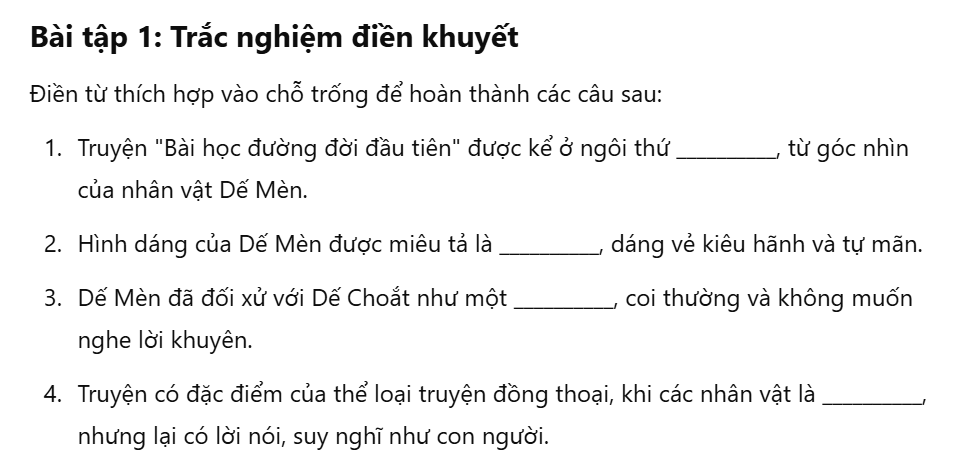 Bài tập 1: Trắc nghiệm điền khuyết
Điền từ thích hợp vào chỗ trống để hoàn thành các câu sau:
1. Truyện "Bài học đường đời đầu tiên" được kể ở ngôi thứ __________, từ góc nhìn
của nhân vật Dế Mèn.
2. Hình dáng của Dế Mèn được miêu tả là __________, dáng vẻ kiêu hãnh và tự mãn.
3. Dế Mèn đã đối xử với Dế Choắt như một __________, coi thường và không muốn
nghe lời khuyên.
4. Truyện có đặc điểm của thể loại truyện đồng thoại, khi các nhân vật là __________,
nhưng lại có lời nói, suy nghĩ như con người.